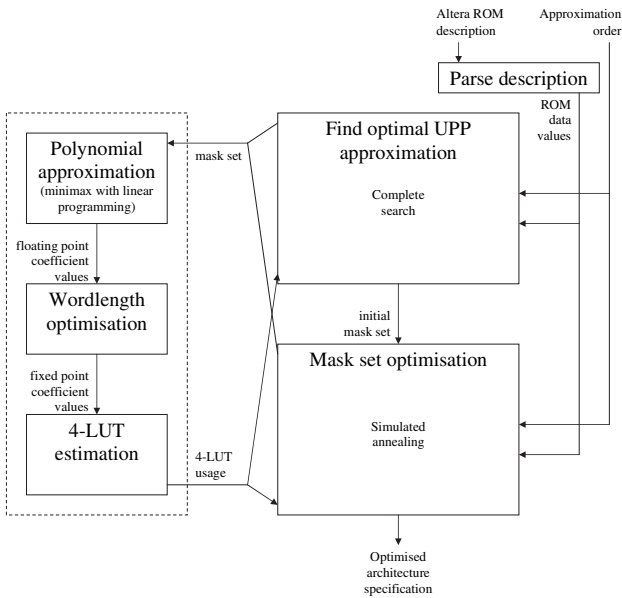 Altera ROM
description
Approximation
order
Parse description
ROM
data
values
Find optimal UPP
approximation
Complete
search
mask set
Polynomial
approximation
(minimax with linear
programming)
floating point
coefficient
values
Wordlength
optimisation
fixed point
coefficient
values
4-LUT
estimation
initial
mask set
Mask set optimisation
Simulated
annealing
4-LUT
usage
Optimised
architecture
specification